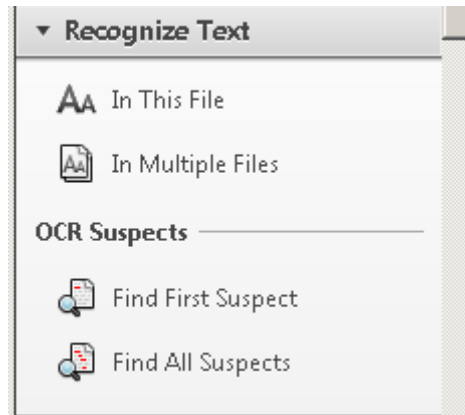 Recognize Text
In This File
In Multiple Files
OCR Suspects
Find First Suspect
Find All Suspects